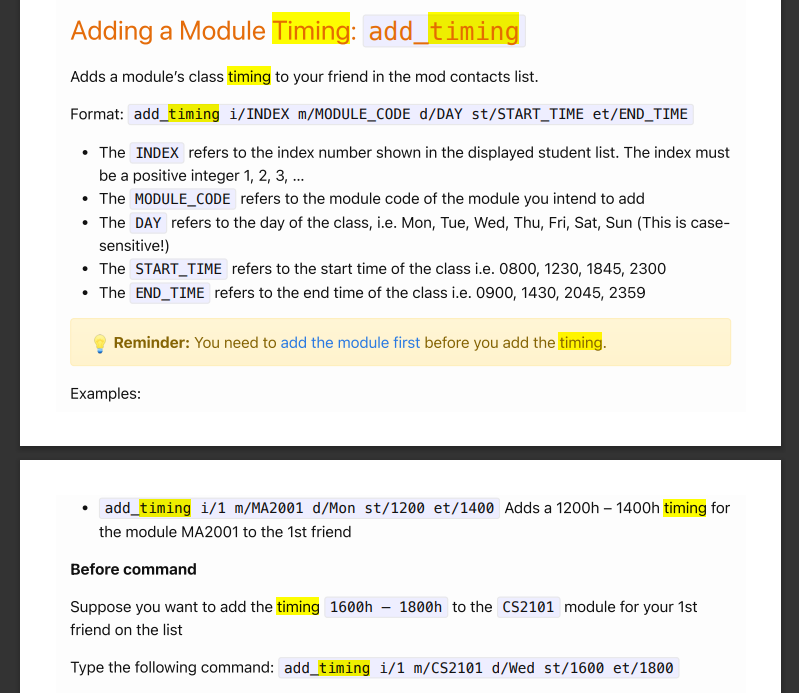 Adding a Module Timing: add_timing
Adds a module's class timing to your friend in the mod contacts list.
Format: add_timing i/INDEX m/MODULE_CODE d/DAY st/START_TIME et/END_TIME
• The INDEX refers to the index number shown in the displayed student list. The index must
be a positive integer 1, 2, 3, ...
• The MODULE_CODE refers to the module code of the module you intend to add
• The DAY refers to the day of the class, i.e. Mon, Tue, Wed, Thu, Fri, Sat, Sun (This is case-
sensitive!)
• The START_TIME refers to the start time of the class i.e. 0800, 1230, 1845, 2300
• The END_TIME refers to the end time of the class i.e. 0900, 1430, 2045, 2359
💡 Reminder: You need to add the module first before you add the timing.
Examples:
• add_timing i/1 m/MA2001 d/Mon st/1200 et/1400 Adds a 1200h – 1400h timing for
the module MA2001 to the 1st friend
Before command
Suppose you want to add the timing 1600h – 1800h to the CS2101 module for your 1st
friend on the list
Type the following command: add_timing i/1 m/CS2101 d/Wed st/1600 et/1800